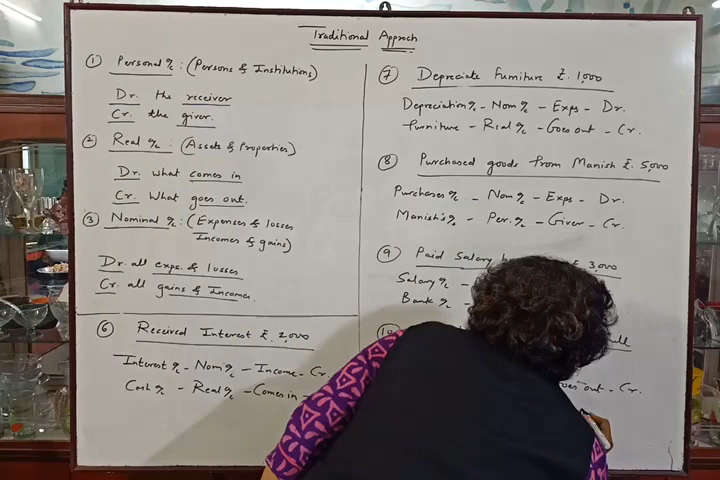 Traditional Approch
① Personal a/c : (Persons & Institutions)
Dr. the receiver
Cr. the giver.
② Real a/c : (Assets & Properties)
Dr. what comes in
Cr. What goes out.
③ Nominal a/c : (Expenses & losses
Incomes & gains)
Dr. all exps. & losses
Cr. all gains & Incomes.
⑥ Received Interest ₹. 2,000
Interest a/c - Nom a/c - Income - Cr.
Cash a/c - Real a/c - Comes in -
⑦ Depreciate Furniture ₹. 1,000
Depreciation a/c - Nom a/c - Exps - Dr.
Furniture - Real a/c - Goes out - Cr.
⑧ Purchased goods from Manish ₹. 5,000
Purchases a/c - Nom a/c - Exps - Dr.
Manish's a/c - Per. a/c - Giver - Cr.
⑨ Paid Salary ₹ 3,000
Salary a/c -
Bank a/c -
⑩
out - Cr.